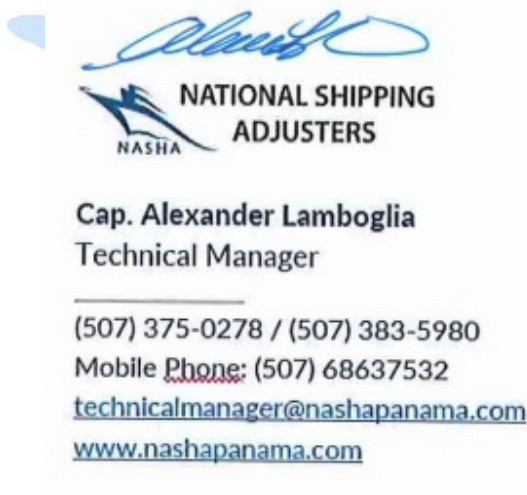 NATIONAL SHIPPING
ADJUSTERS
NASHA
Cap. Alexander Lamboglia
Technical Manager
(507) 375-0278 / (507) 383-5980
Mobile Phone: (507) 68637532
technicalmanager@nashapanama.com
www.nashapanama.com